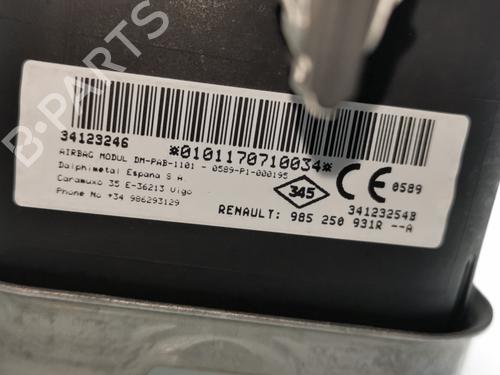 B-PARTS
34123246
*0101170710034*
AIRBAG MODUL DM-PAB-1101 - 0589-P1-000195
Dalphimetal Espana S A
Caramuxo 35 E-36213 Vigo
Phone No +34 986293129
345
CE 0589
34123254B
RENAULT: 985 250 931R --A